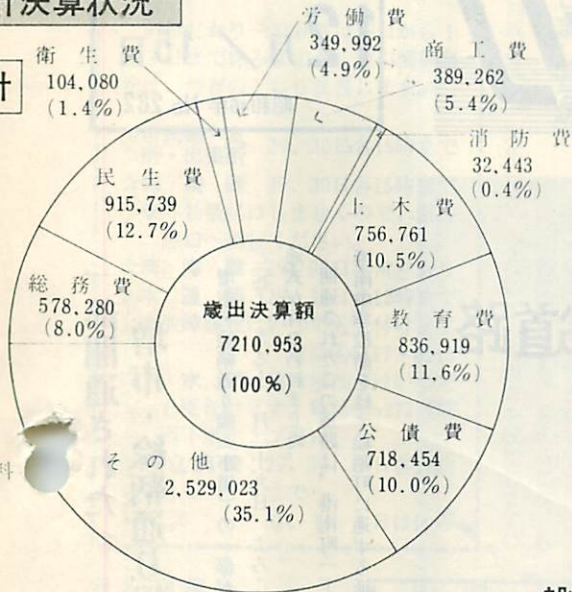 決算状況
計
労働費
349,992
(4.9%)
商工費
389,262
(5.4%)
消防費
32,443
(0.4%)
衛生費
104,080
(1.4%)
民生費
915,739
(12.7%)
土木費
756,761
(10.5%)
総務費
578,280
(8.0%)
歳出決算額
7210,953
(100%)
教育費
836,919
(11,6%)
公債費
718,454
(10.0%)
その他
2,529,023
(35.1%)
料